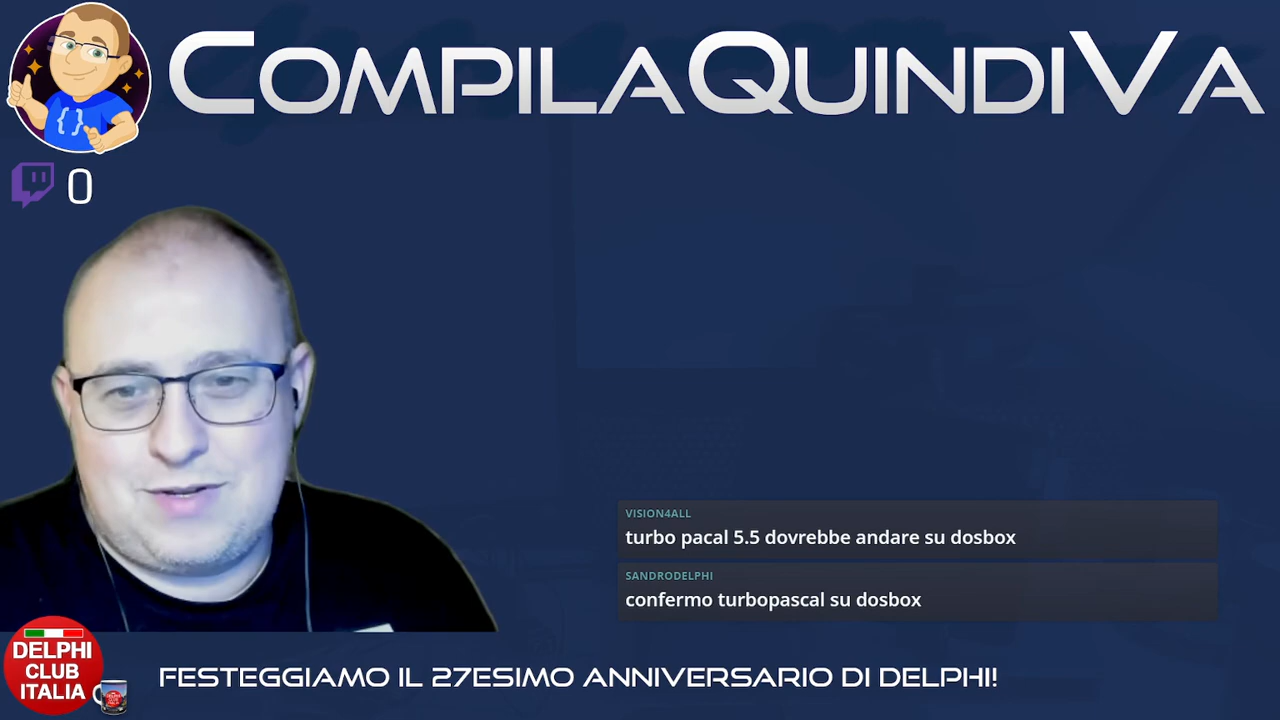 COMPILAQUINDIVA
{}
0
VISION4ALL
turbo pacal 5.5 dovrebbe andare su dosbox
SANDRODELPHI
confermo turbopascal su dosbox
DELPHI
CLUB
ITALIA
FESTEGGIAMO IL 27ESIMO ANNIVERSARIO DI DELPHI!